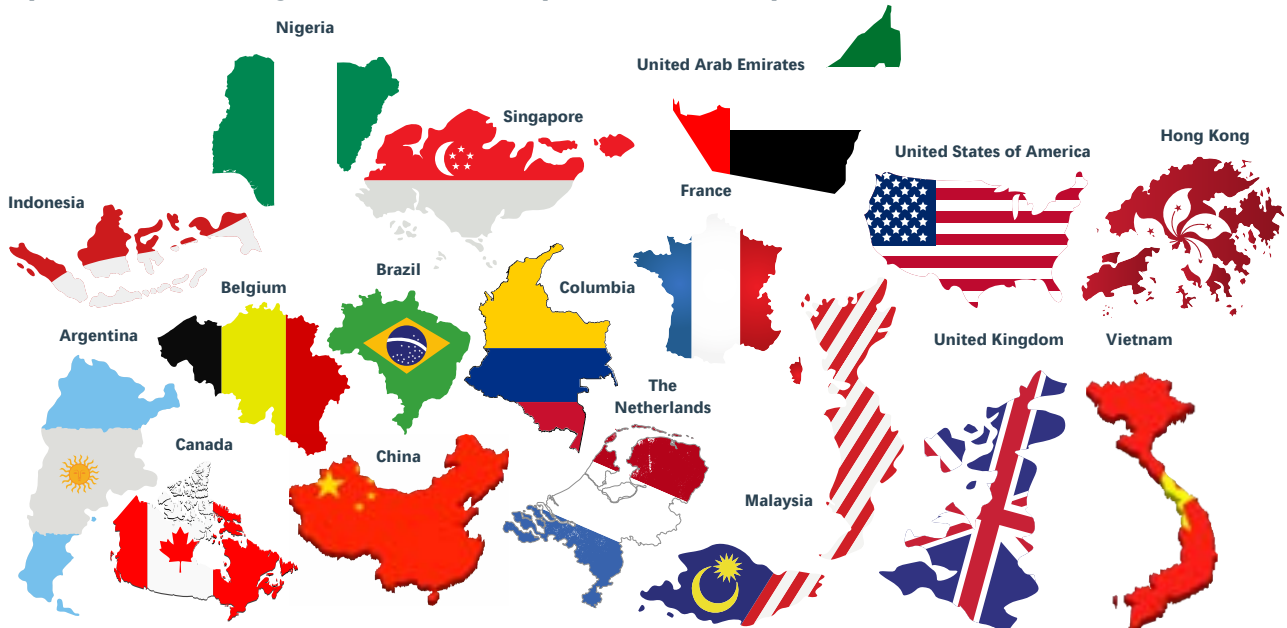 Nigeria
United Arab Emirates
Singapore
Hong Kong
United States of America
France
Indonesia
Brazil
Belgium
Columbia
Argentina
United Kingdom
Vietnam
The
Netherlands
Canada
China
Malaysia